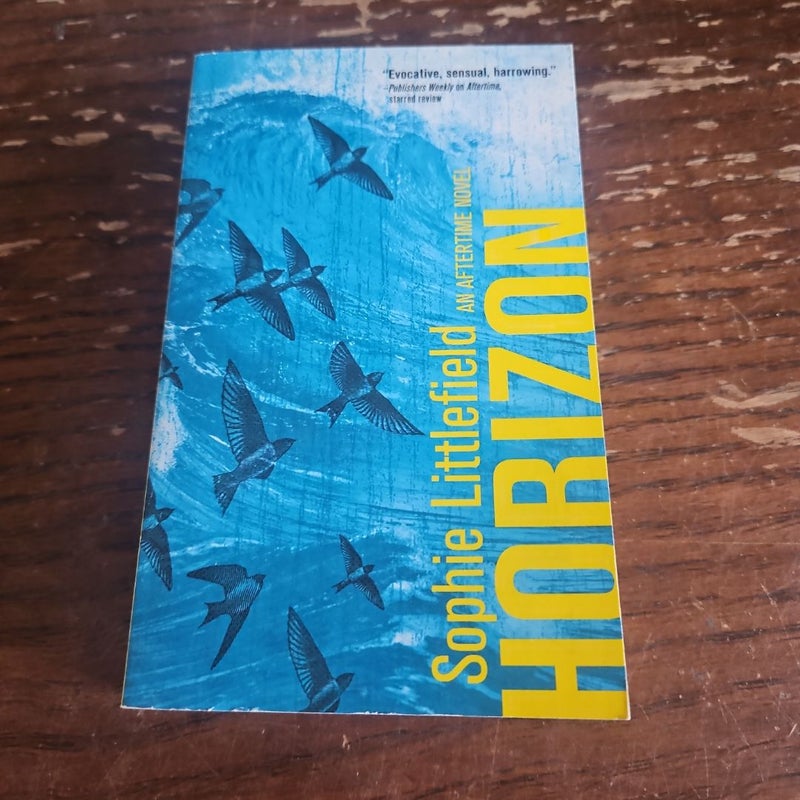 "Evocative, sensual, harrowing."
—Publishers Weekly on Aftertime,
starred review
AN AFTERTIME NOVEL
Sophie Littlefield
HORIZON